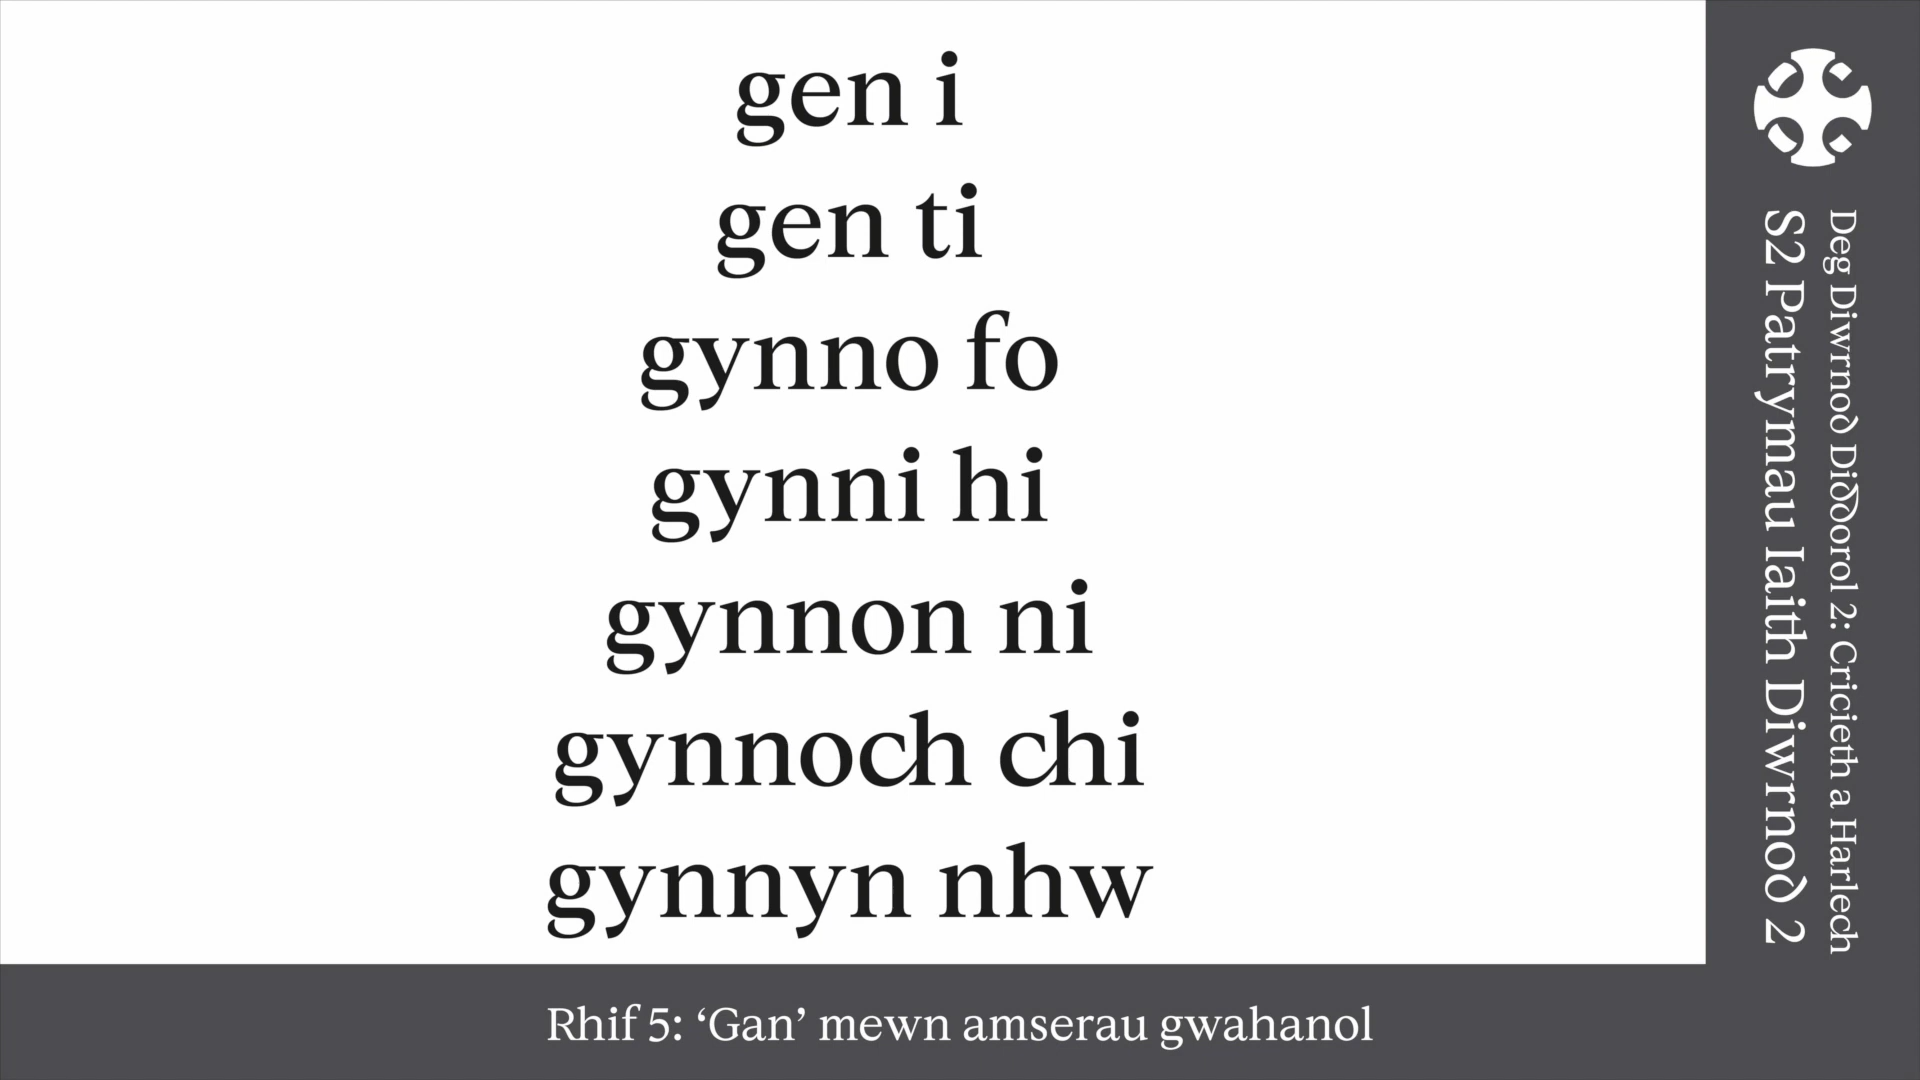 gen i
gen ti
gynno fo
gynni hi
gynnon ni
gynnoch chi
gynnyn nhw
Rhif 5: ‘Gan’ mewn amserau gwahanol
Deg Diwrnod Diddorol 2: Cricieth a Harlech
S2 Patrymau Iaith Diwrnod 2